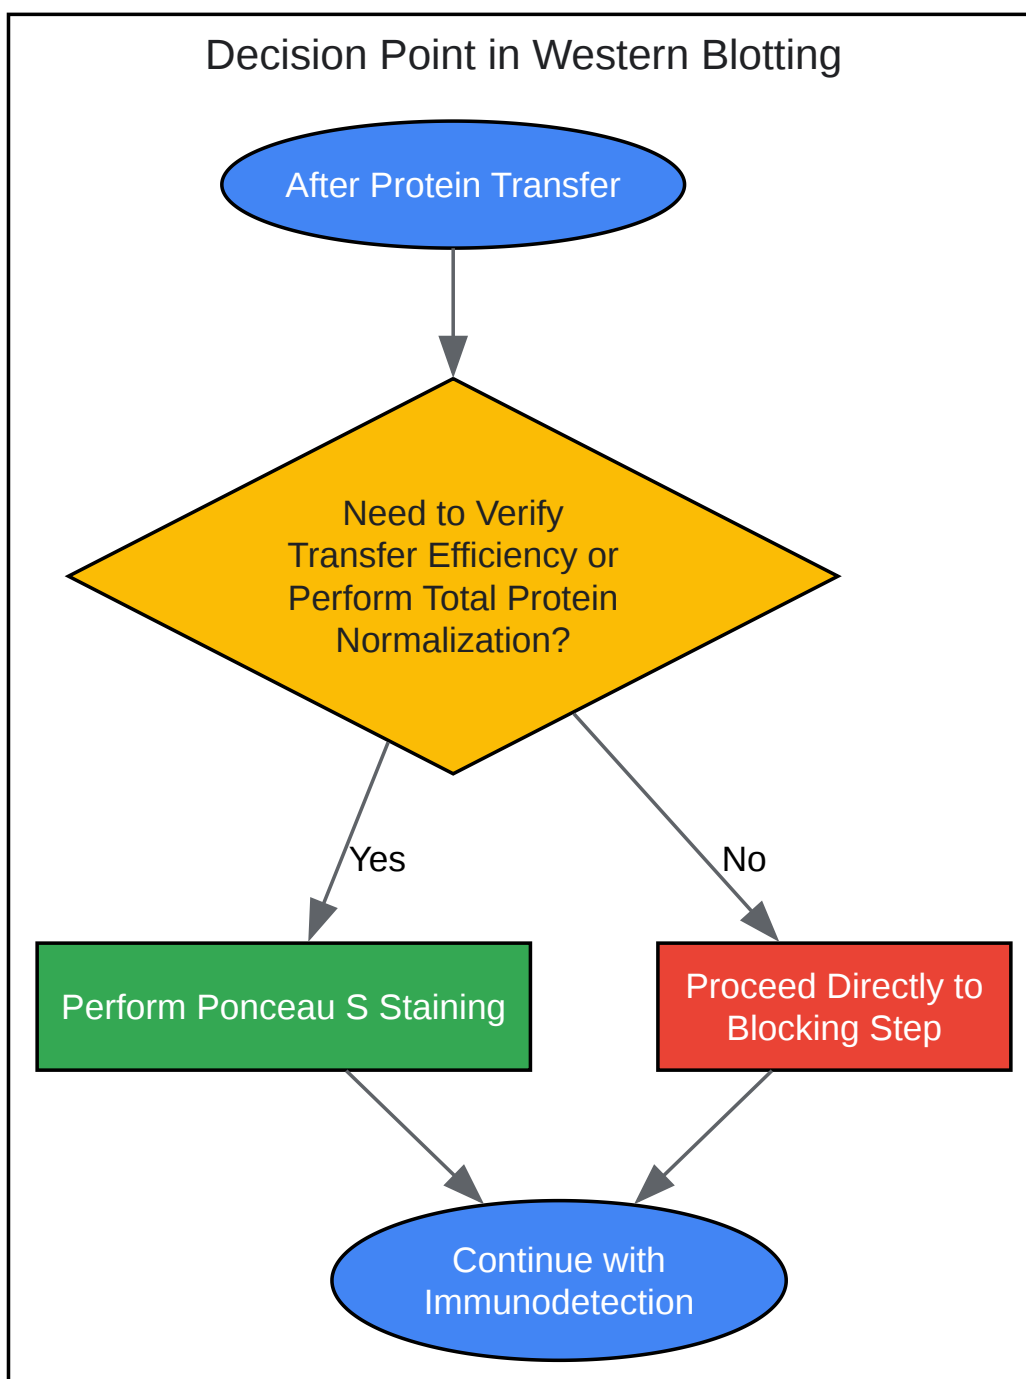 Decision Point in Western Blotting
After Protein Transfer
Need to Verify
Transfer Efficiency or
Perform Total Protein
Normalization?
Yes
No
Perform Ponceau S Staining
Proceed Directly to
Blocking Step
Continue with
Immunodetection